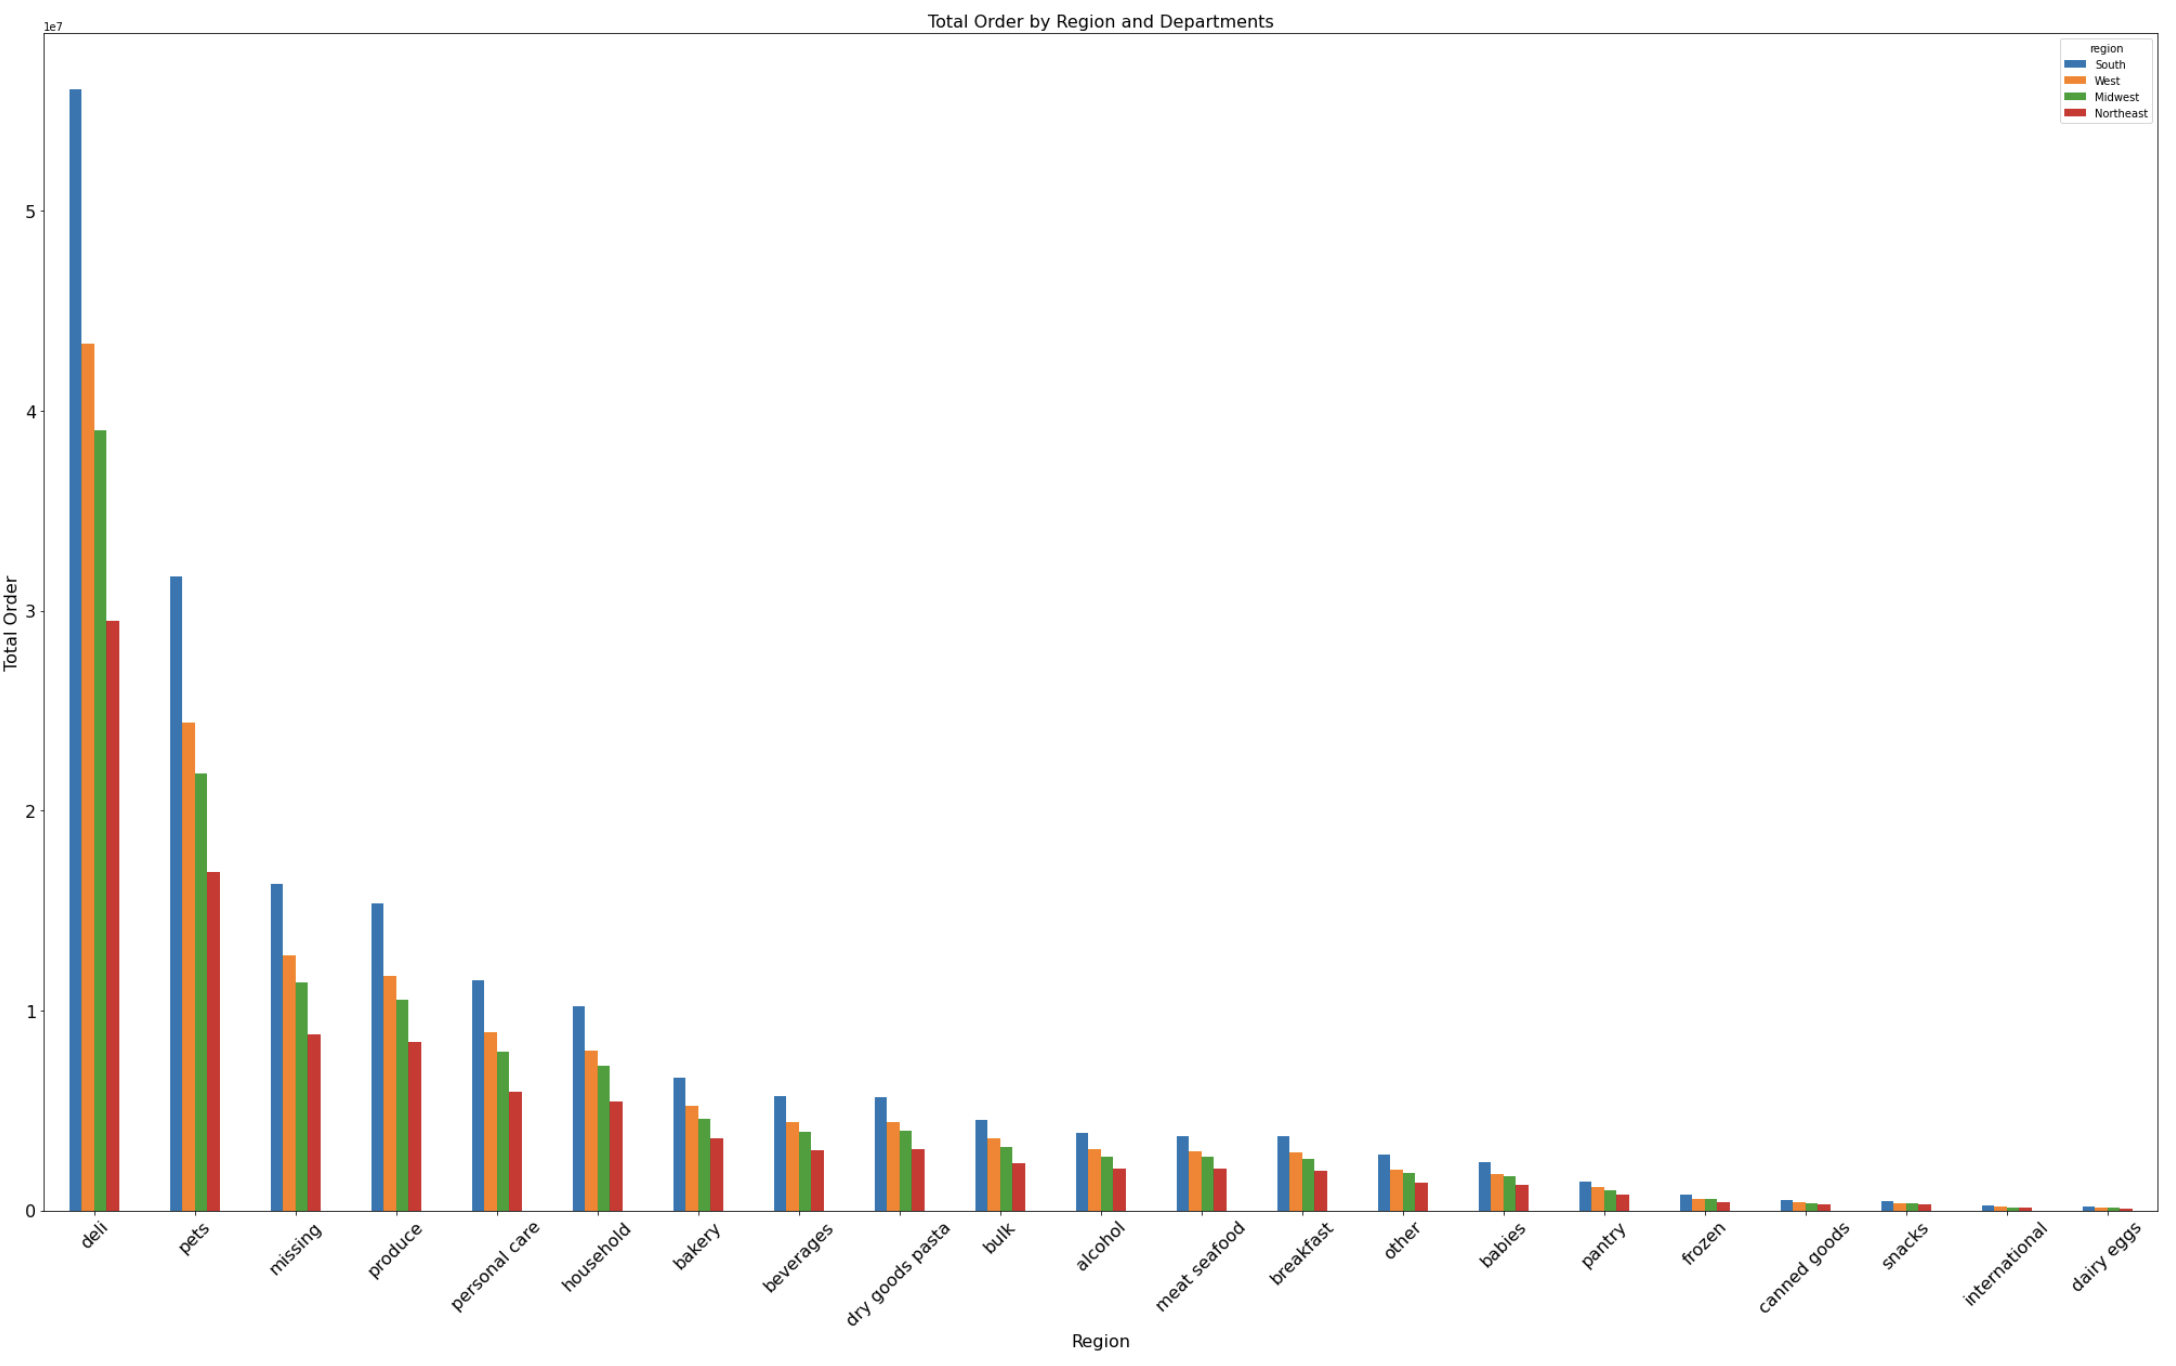 Total Order by Region and Departments
1e7
region
South
West
Midwest
Northeast
Total Order
5
4
3
2
1
0
deli
pets
missing
produce
personal care
household
bakery
beverages
dry goods pasta
bulk
alcohol
meat seafood
breakfast
other
babies
pantry
frozen
canned goods
snacks
international
dairy eggs
Region